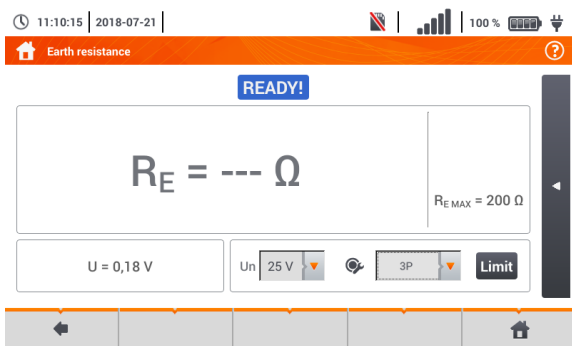 11:10:15 2018-07-21 100 %
Earth resistance ?
READY!
RE = --- Ω
RE MAX = 200 Ω
U = 0,18 V
Un 25 V 3P Limit